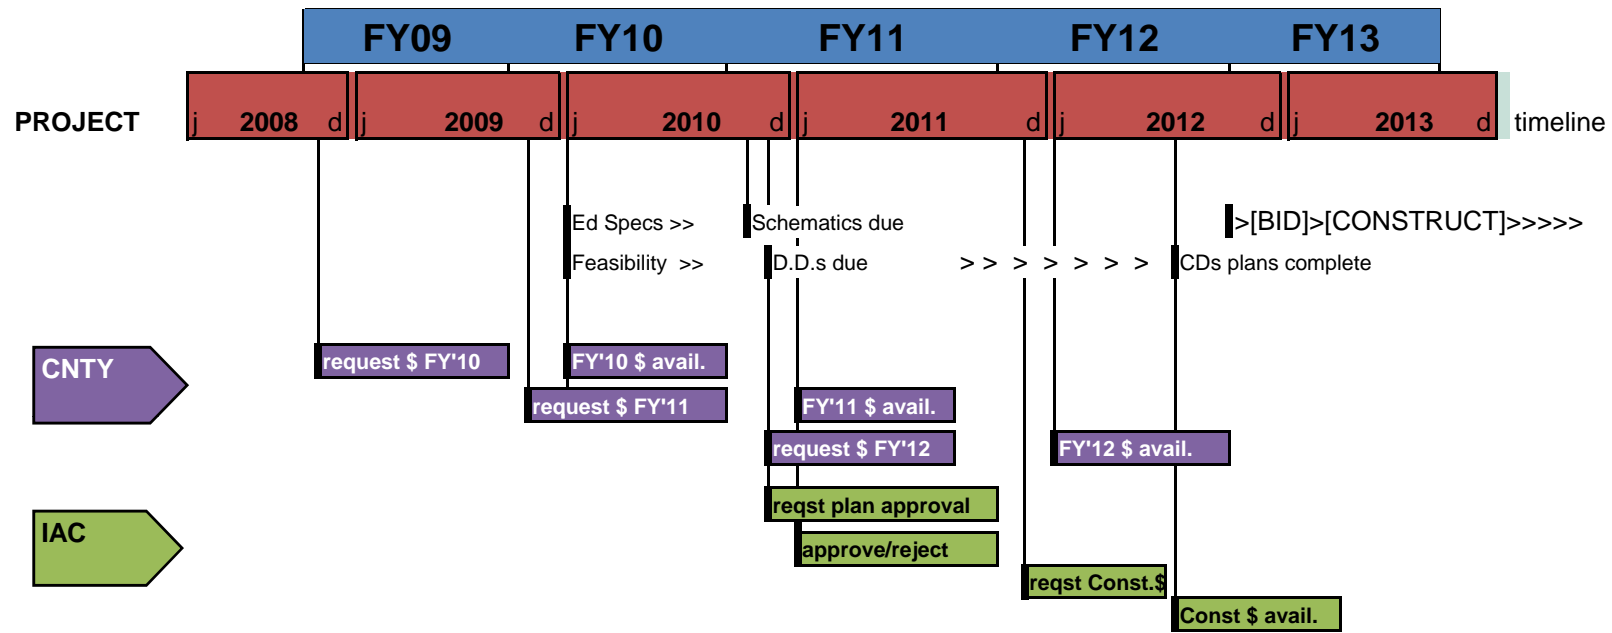 FY09 FY10 FY11 FY12 FY13
PROJECT j 2008 d j 2009 d j 2010 d j 2011 d j 2012 d j 2013 d timeline
Ed Specs >> Schematics due >[BID]>[CONSTRUCT]>>>>>
Feasibility >> D.D.s due > > > > > > > CDs plans complete
CNTY
request $ FY'10 FY'10 $ avail.
request $ FY'11 FY'11 $ avail.
request $ FY'12 FY'12 $ avail.
reqst plan approval
IAC
approve/reject
reqst Const.$
Const $ avail.